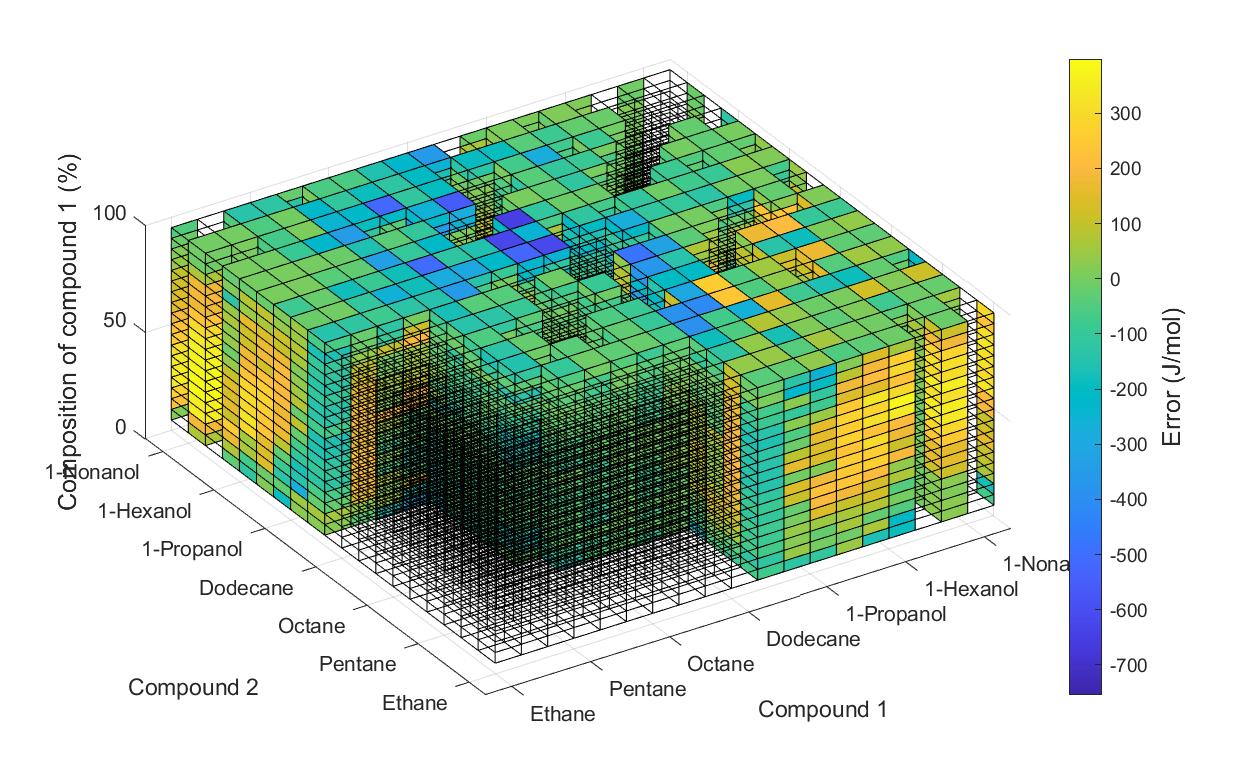 Composition of compound 1 (%)
100
50
0
1-Nonanol
1-Hexanol
1-Propanol
Dodecane
Octane
Pentane
Ethane
Compound 2
Ethane
Pentane
Octane
Dodecane
1-Propanol
1-Hexanol
1-Nona
Compound 1
300
200
100
0
-100
-200
-300
-400
-500
-600
-700
Error (J/mol)